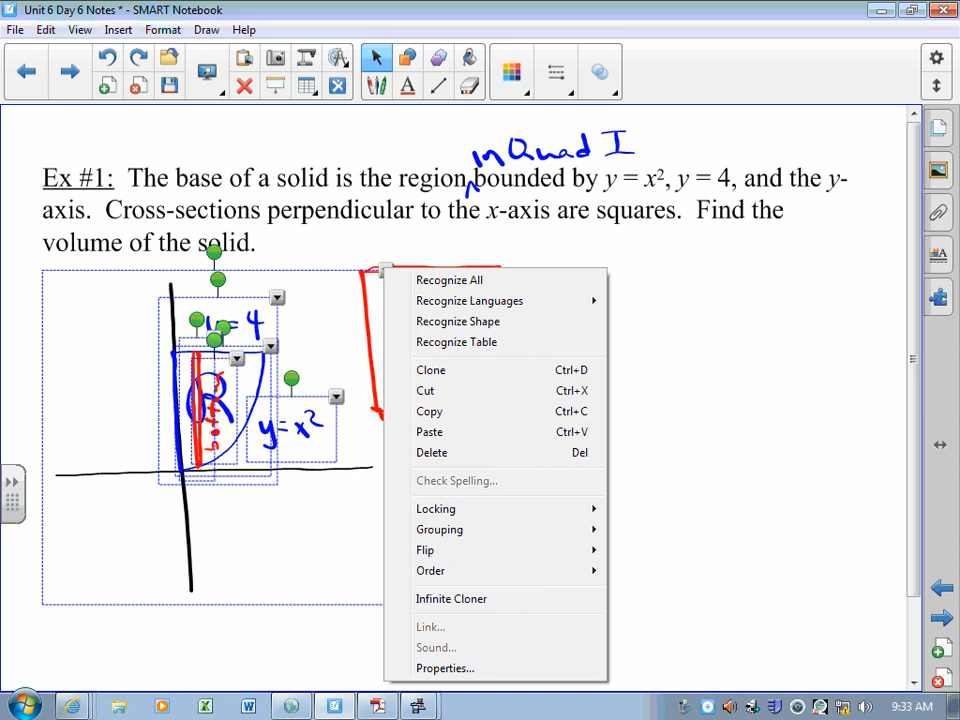 Unit 6 Day 6 Notes * - SMART Notebook
File Edit View Insert Format Draw Help
in Quad I
Ex #1: The base of a solid is the region ^ bounded by y = x², y = 4, and the y-
axis. Cross-sections perpendicular to the x-axis are squares. Find the
volume of the solid.
y = 4
R
bottom
y = x²
Recognize All
Recognize Languages
Recognize Shape
Recognize Table
Clone Ctrl+D
Cut Ctrl+X
Copy Ctrl+C
Paste Ctrl+V
Delete Del
Check Spelling...
Locking
Grouping
Flip
Order
Infinite Cloner
Link...
Sound...
Properties...
9:33 AM